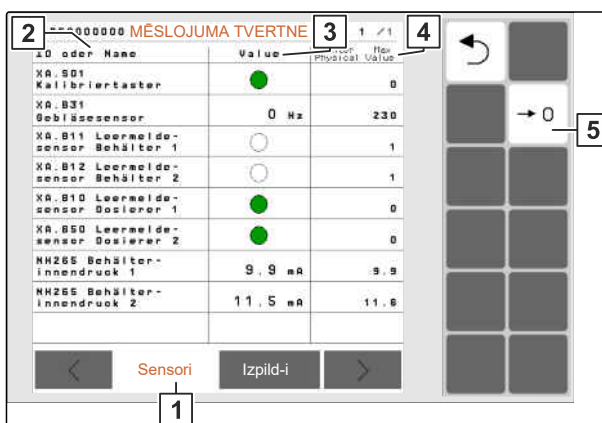 2
000000 MĒSLOJUMA TVERTNE
3
1 /1
4
ID oder Name
Value
Max
Physical Value
XA.S01
Kalibriertaster
0
XA.B31
Gebläsesensor
0 Hz
230
→ 0
5
XA.B11 Leermelde-
sensor Behälter 1
1
XA.B12 Leermelde-
sensor Behälter 2
1
XA.B10 Leermelde-
sensor Dosierer 1
0
XA.B50 Leermelde-
sensor Dosierer 2
0
NH265 Behälter-
innendruck 1
9.9 mA
9.9
NH265 Behälter-
innendruck 2
11.5 mA
11.6
Sensori
Izpild-i
1